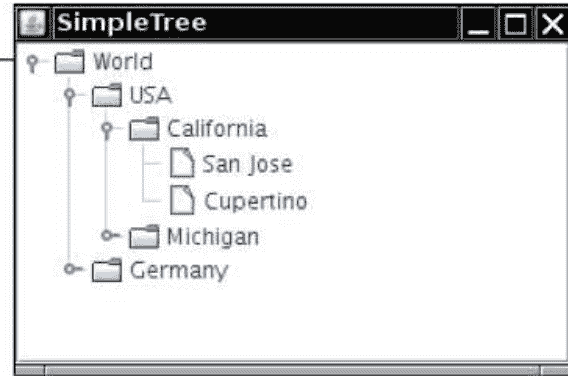 SimpleTree
World
USA
California
San Jose
Cupertino
Michigan
Germany